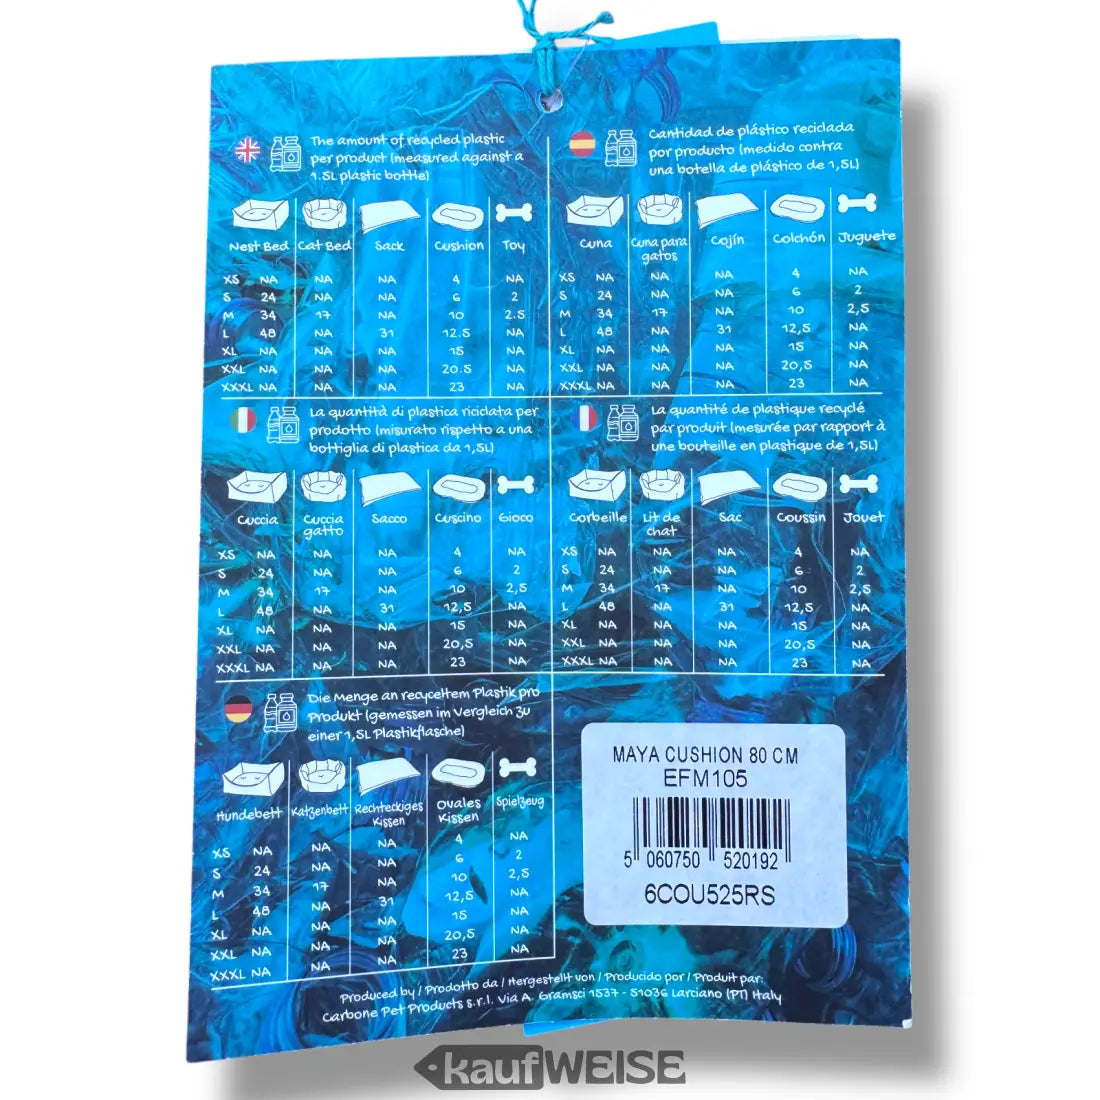 The amount of recycled plastic
per product (measured against a
1.5L plastic bottle)
Nest Bed Cat Bed Sack Cushion Toy
XS NA NA NA 4 NA
S 24 NA NA 6 2
M 34 17 NA 10 2.5
L 48 NA 31 12.5 NA
XL NA NA NA 15 NA
XXL NA NA NA 20.5 NA
XXXL NA NA NA 23 NA
Cantidad de plástico reciclada
por producto (medido contra
una botella de plástico de 1,5L)
Cuna Cuna para gatos Cojín Colchón Juguete
XS NA NA NA 4 NA
S 24 NA NA 6 2
M 34 17 NA 10 2,5
L 48 NA 31 12,5 NA
XL NA NA NA 15 NA
XXL NA NA NA 20,5 NA
XXXL NA NA NA 23 NA
La quantità di plastica riciclata per
prodotto (misurato rispetto a una
bottiglia di plastica da 1,5L)
Cuccia Cuccia gatto Sacco Cuscino Gioco
XS NA NA NA 4 NA
S 24 NA NA 6 2
M 34 17 NA 10 2,5
L 48 NA 31 12,5 NA
XL NA NA NA 15 NA
XXL NA NA NA 20,5 NA
XXXL NA NA NA 23 NA
La quantité de plastique recyclé
par produit (mesurée par rapport à
une bouteille en plastique de 1,5L)
Corbeille Lit de chat Sac Coussin Jouet
XS NA NA NA 4 NA
S 24 NA NA 6 2
M 34 17 NA 10 2,5
L 48 NA 31 12,5 NA
XL NA NA NA 15 NA
XXL NA NA NA 20,5 NA
XXXL NA NA NA 23 NA
Die Menge an recyceltem Plastik pro
Produkt (gemessen im Vergleich zu
einer 1,5L Plastikflasche)
Hundebett Katzenbett Rechteckiges Kissen Ovales Kissen Spielzeug
XS NA NA NA 4 NA
S 24 NA NA 6 2
M 34 17 NA 10 2,5
L 48 NA 31 12,5 NA
XL NA NA NA 15 NA
XXL NA NA NA 20,5 NA
XXXL NA NA NA 23 NA
MAYA CUSHION 80 CM
EFM105
5 060750 520192
6COU525RS
Produced by / Prodotto da / Hergestellt von / Producido por / Produit par:
Carbone Pet Products s.r.l. Via A. Gramsci 1537 - 51036 Larciano (PT) Italy
kaufWEISE